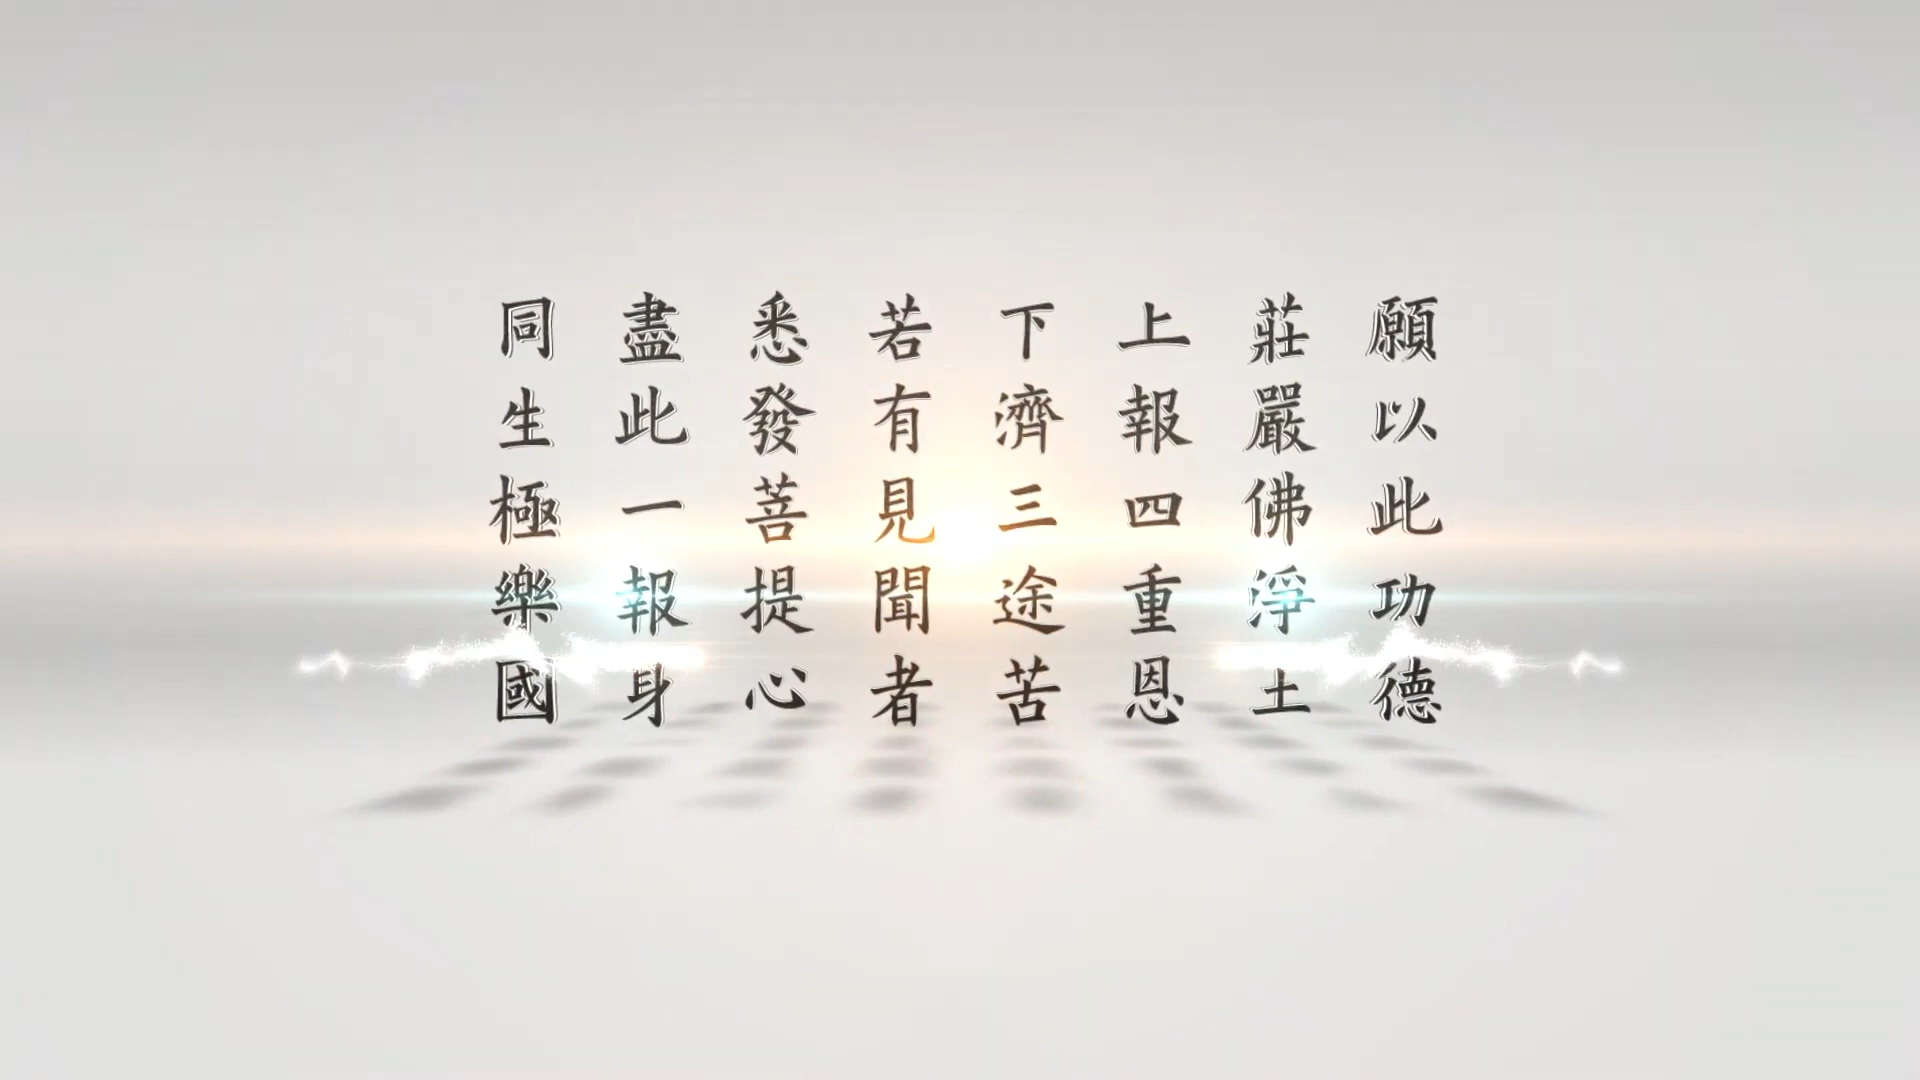 願以此功德
莊嚴佛淨土
上報四重恩
下濟三途苦
若有見聞者
悉發菩提心
盡此一報身
同生極樂國